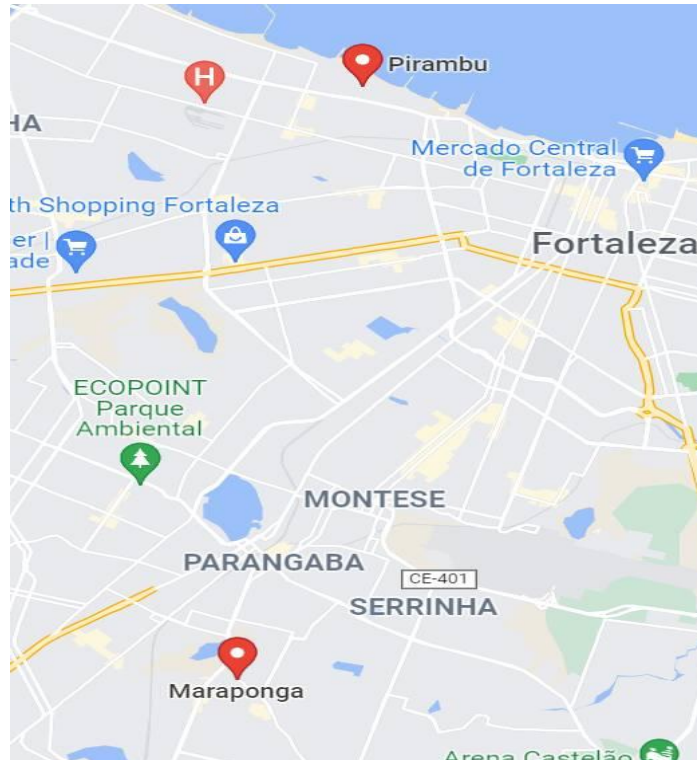 Pirambu
H
HA
Mercado Central
de Fortaleza
th Shopping Fortaleza
er |
ade
Fortaleza
ECOPOINT
Parque
Ambiental
MONTESE
PARANGABA
CE-401
SERRINHA
Maraponga
Arena Castelão